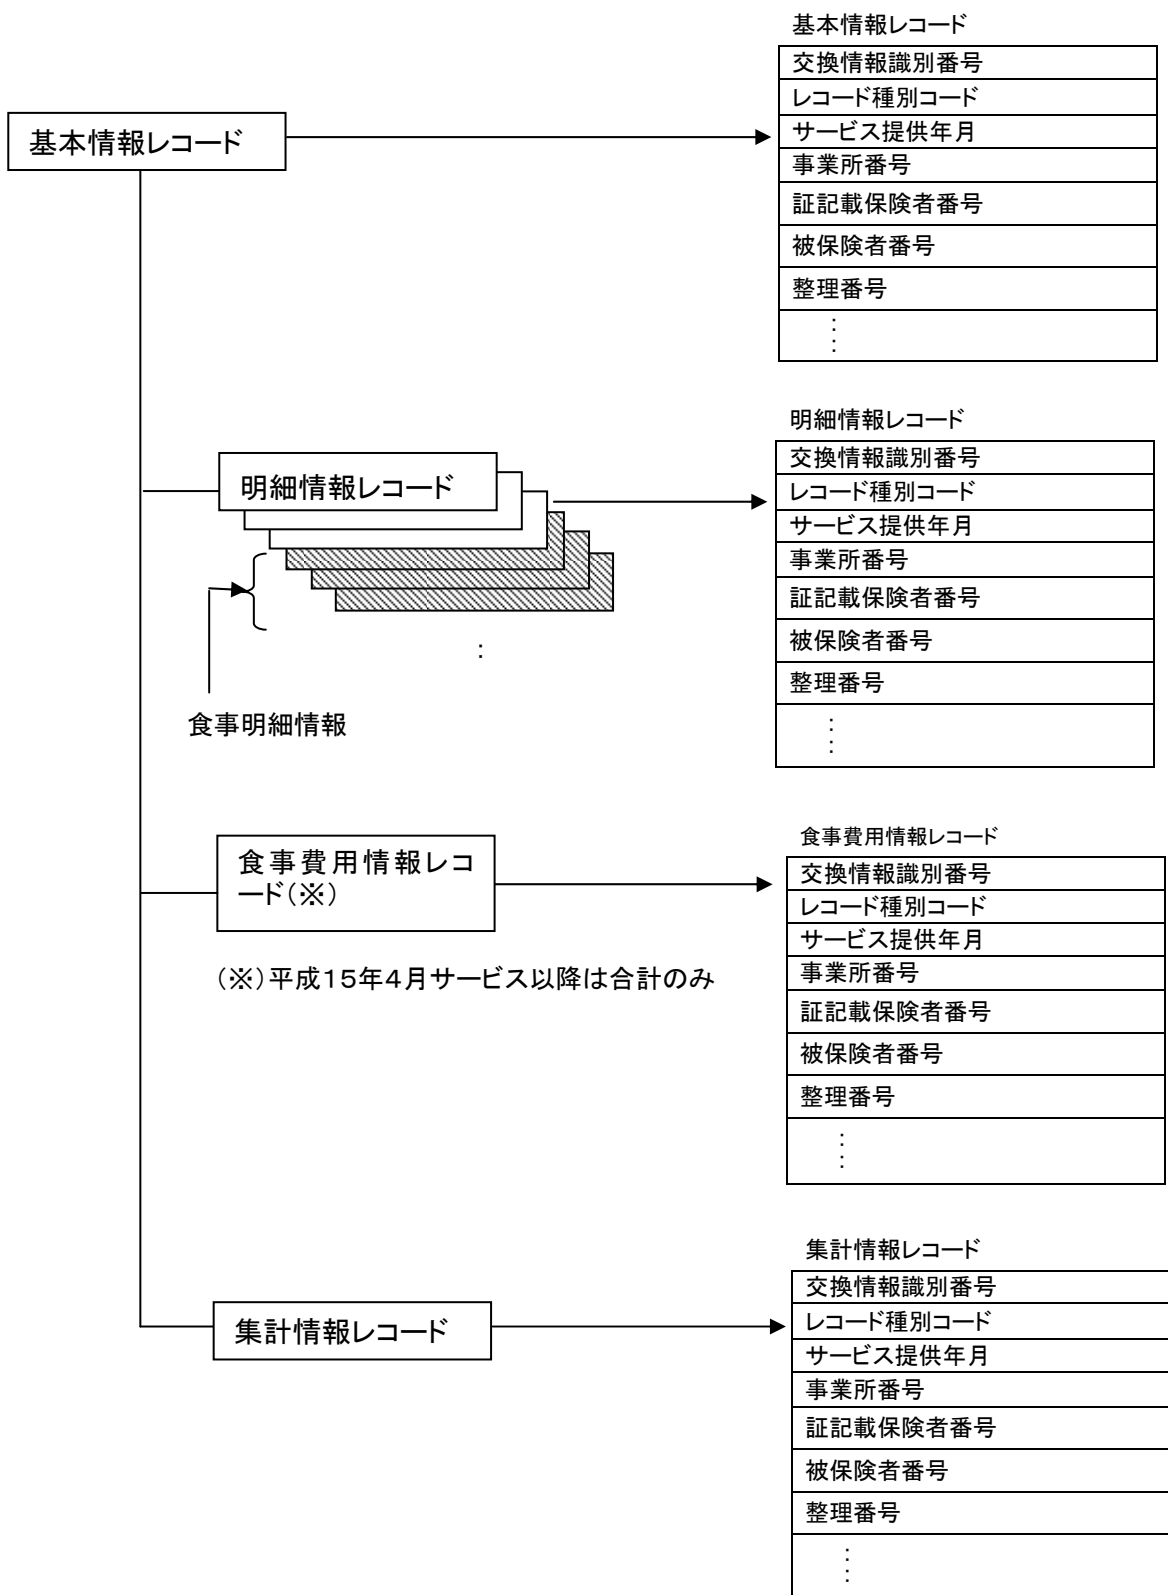 基本情報レコード
基本情報レコード
交換情報識別番号
レコード種別コード
サービス提供年月
事業所番号
証記載保険者番号
被保険者番号
整理番号
：
：
明細情報レコード
食事明細情報
：
明細情報レコード
交換情報識別番号
レコード種別コード
サービス提供年月
事業所番号
証記載保険者番号
被保険者番号
整理番号
：
：
食事費用情報レコ
ード(※)
(※)平成15年4月サービス以降は合計のみ
食事費用情報レコード
交換情報識別番号
レコード種別コード
サービス提供年月
事業所番号
証記載保険者番号
被保険者番号
整理番号
：
：
集計情報レコード
集計情報レコード
交換情報識別番号
レコード種別コード
サービス提供年月
事業所番号
証記載保険者番号
被保険者番号
整理番号
：
：